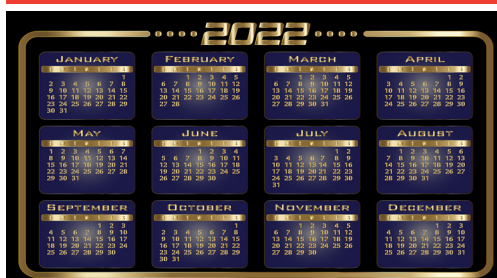 2022
January
1
2 3 4 5 6 7 8
9 10 11 12 13 14 15
16 17 18 19 20 21 22
23 24 25 26 27 28 29
30 31
February
1 2 3 4 5
6 7 8 9 10 11 12
13 14 15 16 17 18 19
20 21 22 23 24 25 26
27 28
March
1 2 3 4 5
6 7 8 9 10 11 12
13 14 15 16 17 18 19
20 21 22 23 24 25 26
27 28 29 30 31
April
1 2
3 4 5 6 7 8 9
10 11 12 13 14 15 16
17 18 19 20 21 22 23
24 25 26 27 28 29 30
May
1 2 3 4 5 6 7
8 9 10 11 12 13 14
15 16 17 18 19 20 21
22 23 24 25 26 27 28
29 30 31
June
1 2 3 4
5 6 7 8 9 10 11
12 13 14 15 16 17 18
19 20 21 22 23 24 25
26 27 28 29 30
July
1 2
3 4 5 6 7 8 9
10 11 12 13 14 15 16
17 18 19 20 21 22 23
24 25 26 27 28 29 30
31
August
1 2 3 4 5 6
7 8 9 10 11 12 13
14 15 16 17 18 19 20
21 22 23 24 25 26 27
28 29 30 31
September
1 2 3
4 5 6 7 8 9 10
11 12 13 14 15 16 17
18 19 20 21 22 23 24
25 26 27 28 29 30
October
1
2 3 4 5 6 7 8
9 10 11 12 13 14 15
16 17 18 19 20 21 22
23 24 25 26 27 28 29
30 31
November
1 2 3 4 5
6 7 8 9 10 11 12
13 14 15 16 17 18 19
20 21 22 23 24 25 26
27 28 29 30
December
1 2 3
4 5 6 7 8 9 10
11 12 13 14 15 16 17
18 19 20 21 22 23 24
25 26 27 28 29 30 31